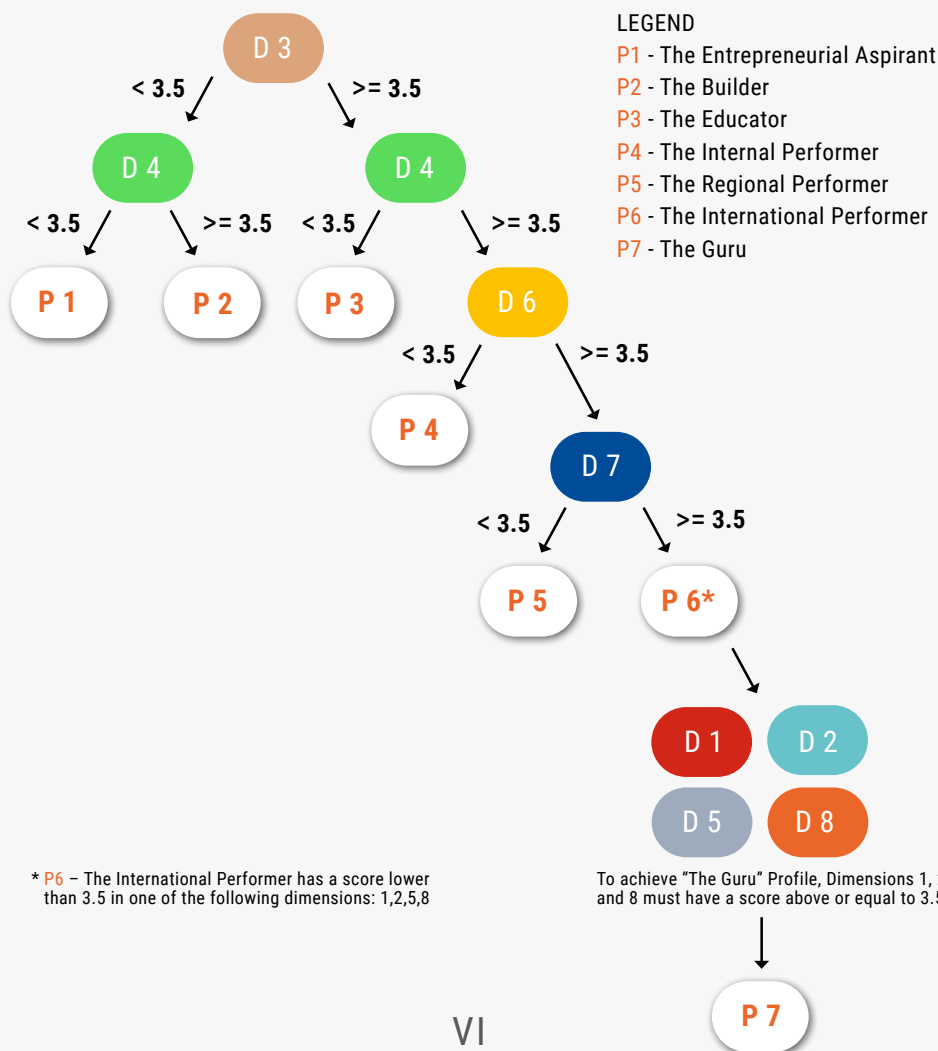 D 3
< 3.5
>= 3.5
D 4
D 4
< 3.5
>= 3.5
< 3.5
>= 3.5
P 1
P 2
P 3
D 6
< 3.5
>= 3.5
P 4
D 7
< 3.5
>= 3.5
P 5
P 6*
D 1
D 2
D 5
D 8
LEGEND
P1 - The Entrepreneurial Aspirant
P2 - The Builder
P3 - The Educator
P4 - The Internal Performer
P5 - The Regional Performer
P6 - The International Performer
P7 - The Guru
* P6 – The International Performer has a score lower
than 3.5 in one of the following dimensions: 1,2,5,8
To achieve “The Guru” Profile, Dimensions 1,
and 8 must have a score above or equal to 3.5
P 7
VI